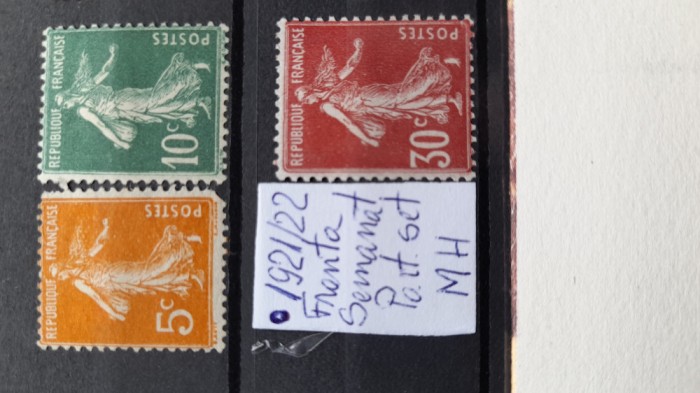 REPUBLIQUE FRANÇAISE
POSTES
10c
REPUBLIQUE FRANÇAISE
POSTES
30c
REPUBLIQUE FRANÇAISE
POSTES
5c
1921/22
Franta
Semanat
Part. set
MH